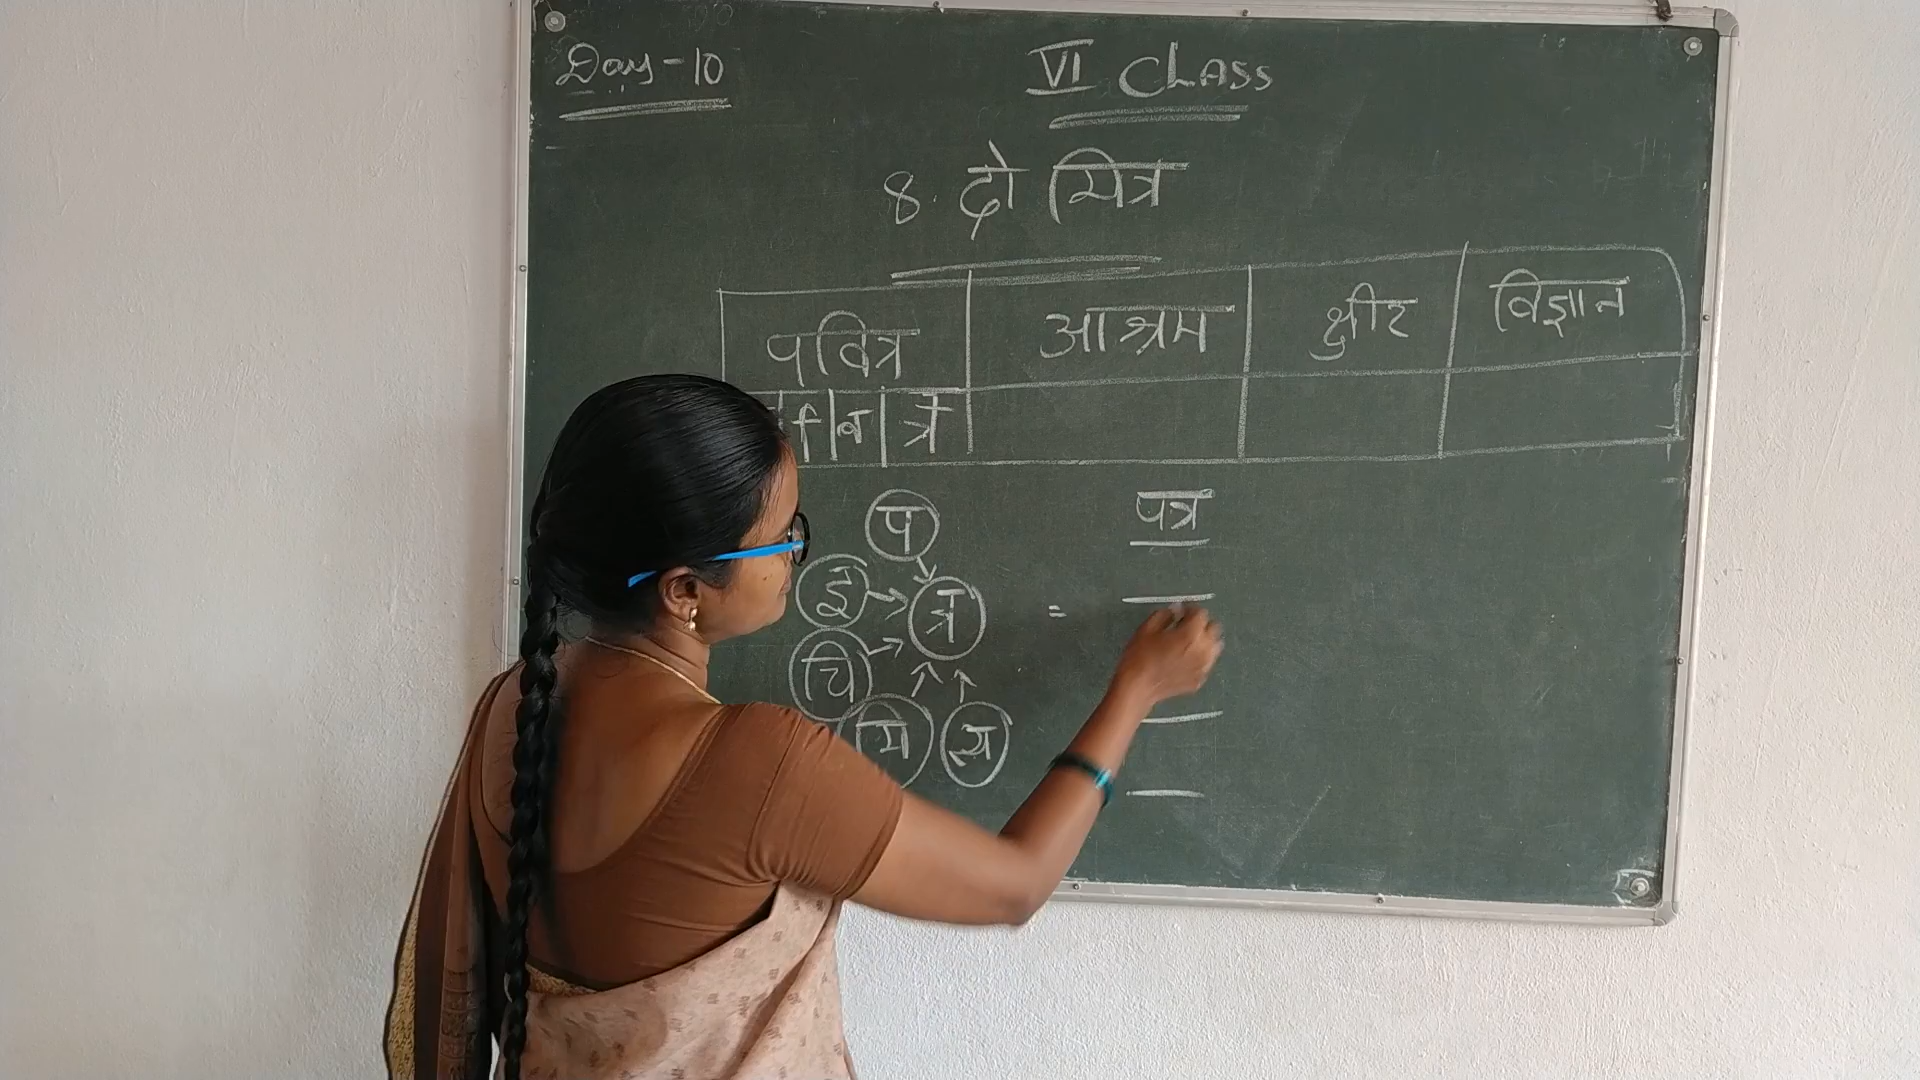 Day-10
VI CLASS
8. दो मित्र
पवित्र आश्रम क्षीर विज्ञान
ि व त्र
प पत्र
इ त्र =
चि